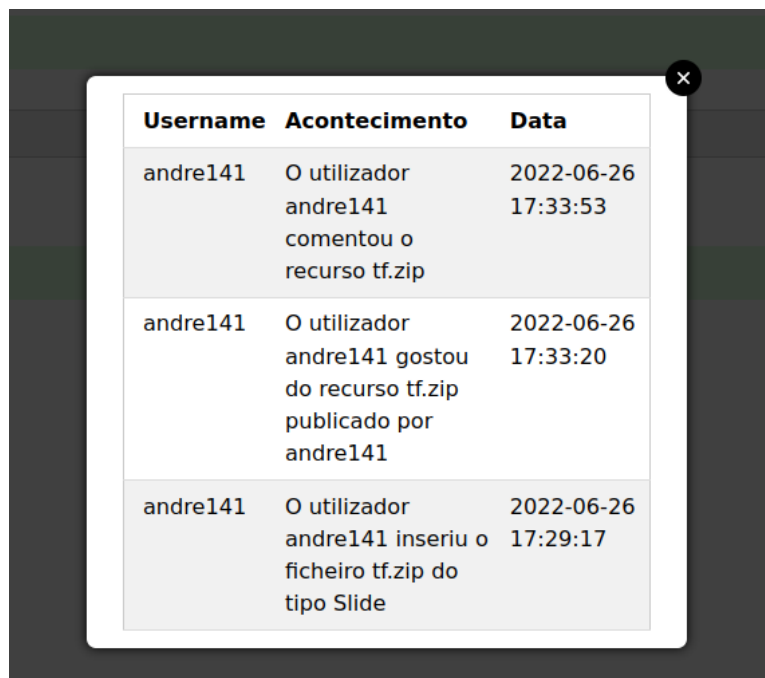 Username Acontecimento Data
andre141 O utilizador 2022-06-26
andre141 17:33:53
comentou o
recurso tf.zip
andre141 O utilizador 2022-06-26
andre141 gostou 17:33:20
do recurso tf.zip
publicado por
andre141
andre141 O utilizador 2022-06-26
andre141 inseriu o 17:29:17
ficheiro tf.zip do
tipo Slide